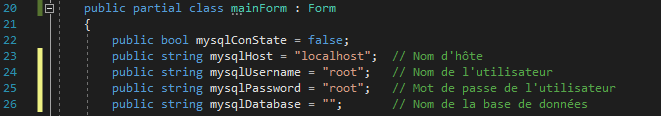 20 public partial class mainForm : Form
21 {
22 public bool mysqlConState = false;
23 public string mysqlHost = "localhost"; // Nom d'hôte
24 public string mysqlUsername = "root"; // Nom de l'utilisateur
25 public string mysqlPassword = "root"; // Mot de passe de l'utilisateur
26 public string mysqlDatabase = ""; // Nom de la base de données